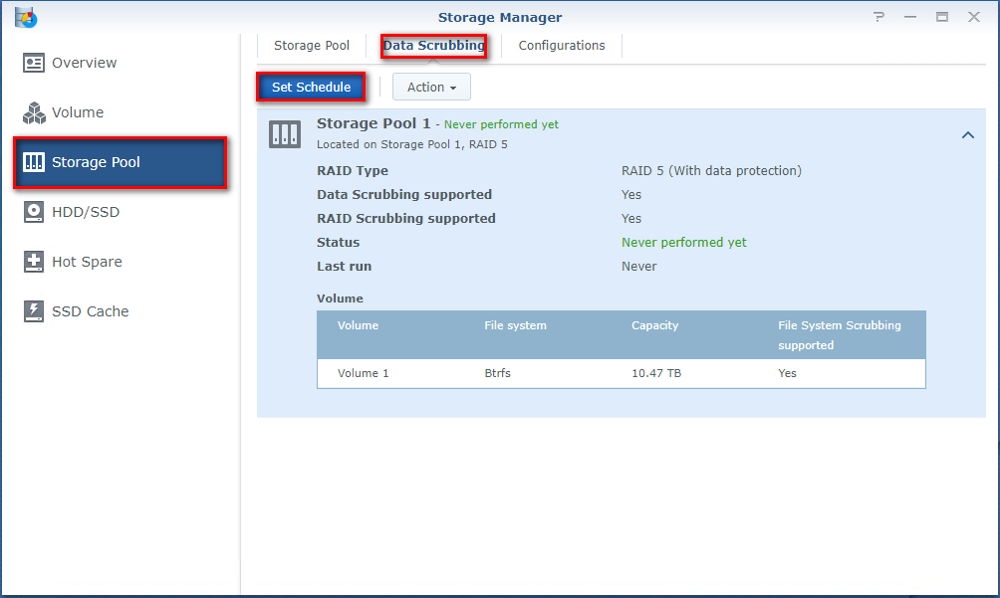 Storage Manager
Overview
Volume
Storage Pool
HDD/SSD
Hot Spare
SSD Cache
Storage Pool Data Scrubbing Configurations
Set Schedule Action
Storage Pool 1 - Never performed yet
Located on Storage Pool 1, RAID 5
RAID Type RAID 5 (With data protection)
Data Scrubbing supported Yes
RAID Scrubbing supported Yes
Status Never performed yet
Last run Never
Volume
Volume File system Capacity File System Scrubbing
supported
Volume 1 Btrfs 10.47 TB Yes